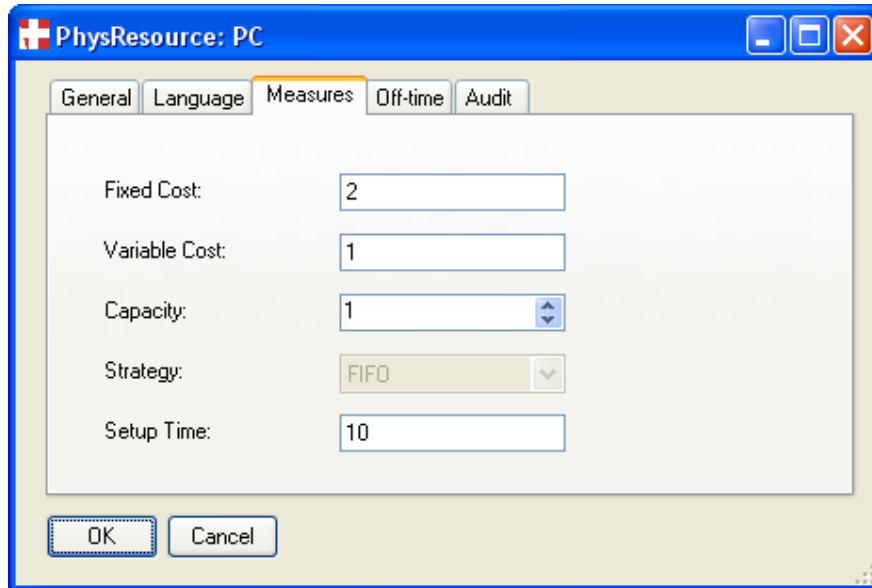 PhysResource: PC
General Language Measures Off-time Audit
Fixed Cost: 2
Variable Cost: 1
Capacity: 1
Strategy: FIFO
Setup Time: 10
OK Cancel